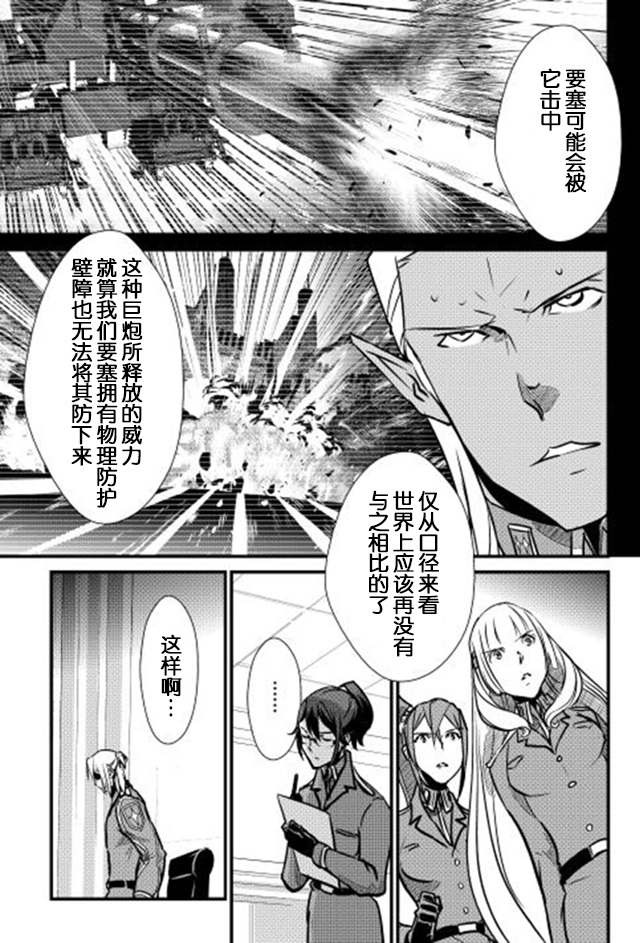 要塞可能会被
它击中
这种巨炮所释放的威力
就算我们要塞拥有物理防护
壁障也无法将其防下来
仅从口径来看
世界上应该再没有
与之相比的了
……
这样啊…